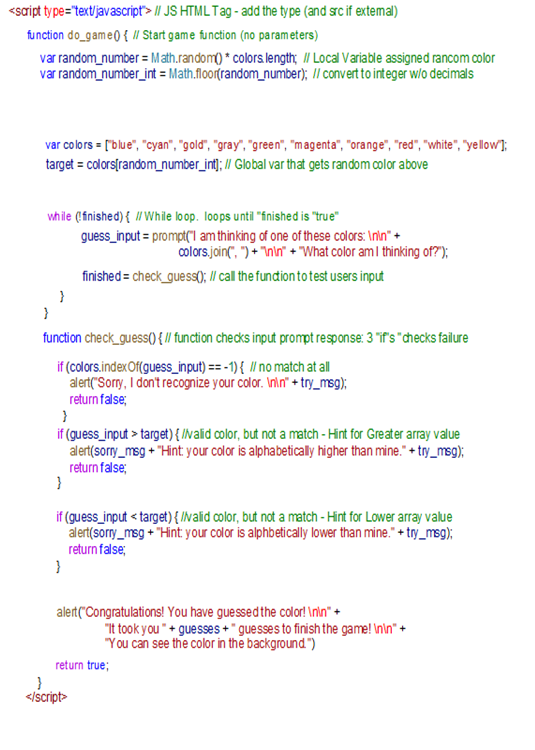 <script type="text/javascript"> // JS HTML Tag - add the type (and src if external)
function do_game() { // Start game function (no parameters)
var random_number = Math.random() * colors.length; // Local Variable assigned rancom color
var random_number_int = Math.floor(random_number); // convert to integer w/o decimals
var colors = ["blue", "cyan", "gold", "gray", "green", "magenta", "orange", "red", "white", "yellow"];
target = colors[random_number_int]; // Global var that gets random color above
while (!finished) { // While loop. loops until "finished is "true"
guess_input = prompt("I am thinking of one of these colors: \n\n" +
colors.join(", ") + "\n\n" + "What color am I thinking of?");
finished = check_guess(); // call the function to test users input
}
}
function check_guess() { // function checks input prompt response: 3 "if"s "checks failure
if (colors.indexOf(guess_input) == -1) { // no match at all
alert("Sorry, I don't recognize your color. \n\n" + try_msg);
return false;
}
if (guess_input > target) { //valid color, but not a match - Hint for Greater array value
alert(sorry_msg + "Hint: your color is alphabetically higher than mine." + try_msg);
return false;
}
if (guess_input < target) { //valid color, but not a match - Hint for Lower array value
alert(sorry_msg + "Hint: your color is alphbetically lower than mine." + try_msg);
return false;
}
alert("Congratulations! You have guessed the color! \n\n" +
"It took you " + guesses + " guesses to finish the game! \n\n" +
"You can see the color in the background.")
return true;
}
</script>